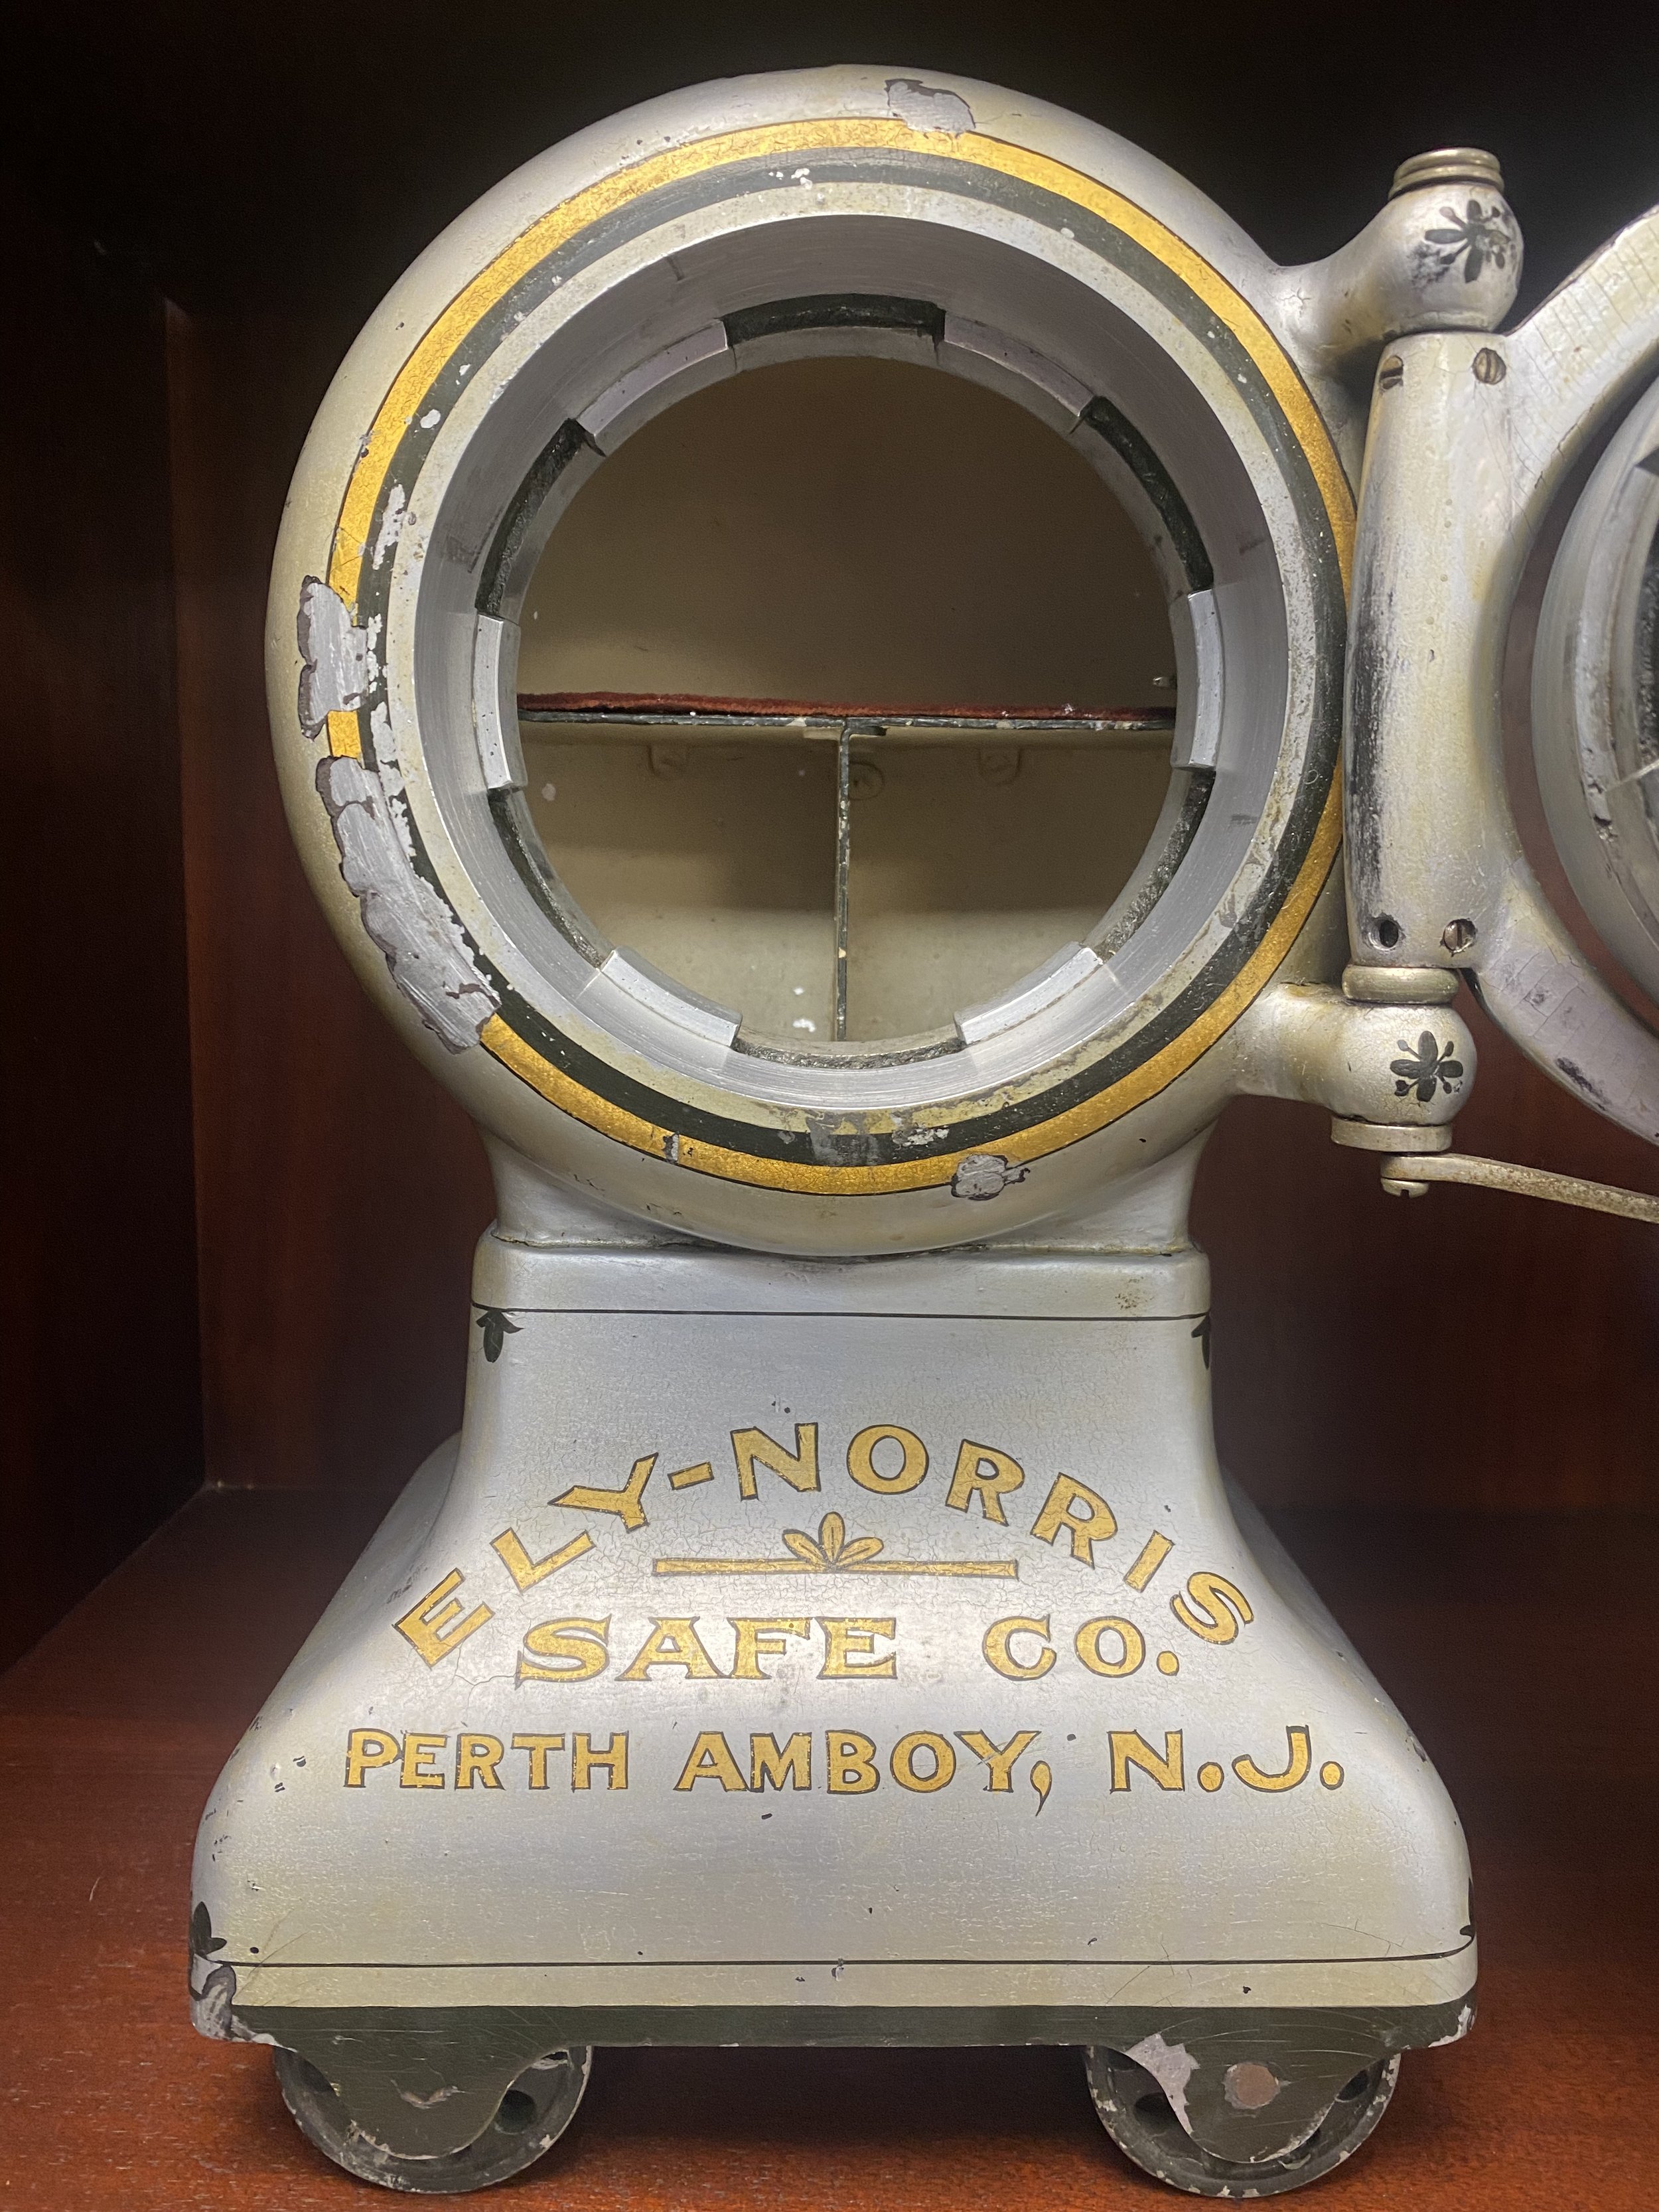 ELY-NORRIS
SAFE CO.
PERTH AMBOY, N.J.